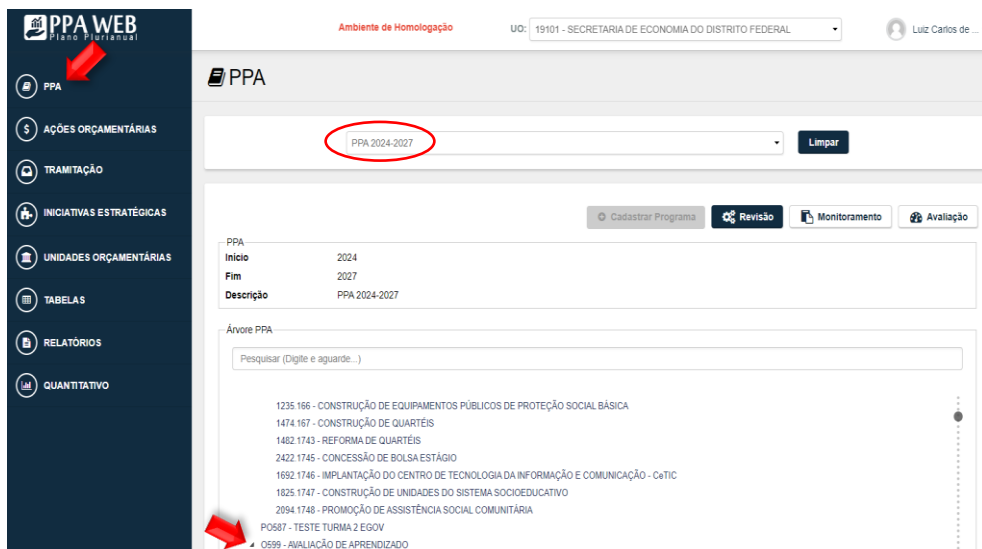 PPA WEB
Plano Plurianual
Ambiente de Homologação
UO: 19101 - SECRETARIA DE ECONOMIA DO DISTRITO FEDERAL
Luiz Carlos de ...
PPA
AÇÕES ORÇAMENTÁRIAS
TRAMITAÇÃO
INICIATIVAS ESTRATÉGICAS
UNIDADES ORÇAMENTÁRIAS
TABELAS
RELATÓRIOS
QUANTITATIVO
PPA
PPA 2024-2027
Limpar
Cadastrar Programa
Revisão
Monitoramento
Avaliação
PPA
Início 2024
Fim 2027
Descrição PPA 2024-2027
Árvore PPA
Pesquisar (Digite e aguarde...)
1235.166 - CONSTRUÇÃO DE EQUIPAMENTOS PÚBLICOS DE PROTEÇÃO SOCIAL BÁSICA
1474.167 - CONSTRUÇÃO DE QUARTÉIS
1482.1743 - REFORMA DE QUARTÉIS
2422.1745 - CONCESSÃO DE BOLSA ESTÁGIO
1692.1746 - IMPLANTAÇÃO DO CENTRO DE TECNOLOGIA DA INFORMAÇÃO E COMUNICAÇÃO - CeTIC
1825.1747 - CONSTRUÇÃO DE UNIDADES DO SISTEMA SOCIOEDUCATIVO
2094.1748 - PROMOÇÃO DE ASSISTÊNCIA SOCIAL COMUNITÁRIA
PO587 - TESTE TURMA 2 EGOV
O599 - AVALIAÇÃO DE APRENDIZADO